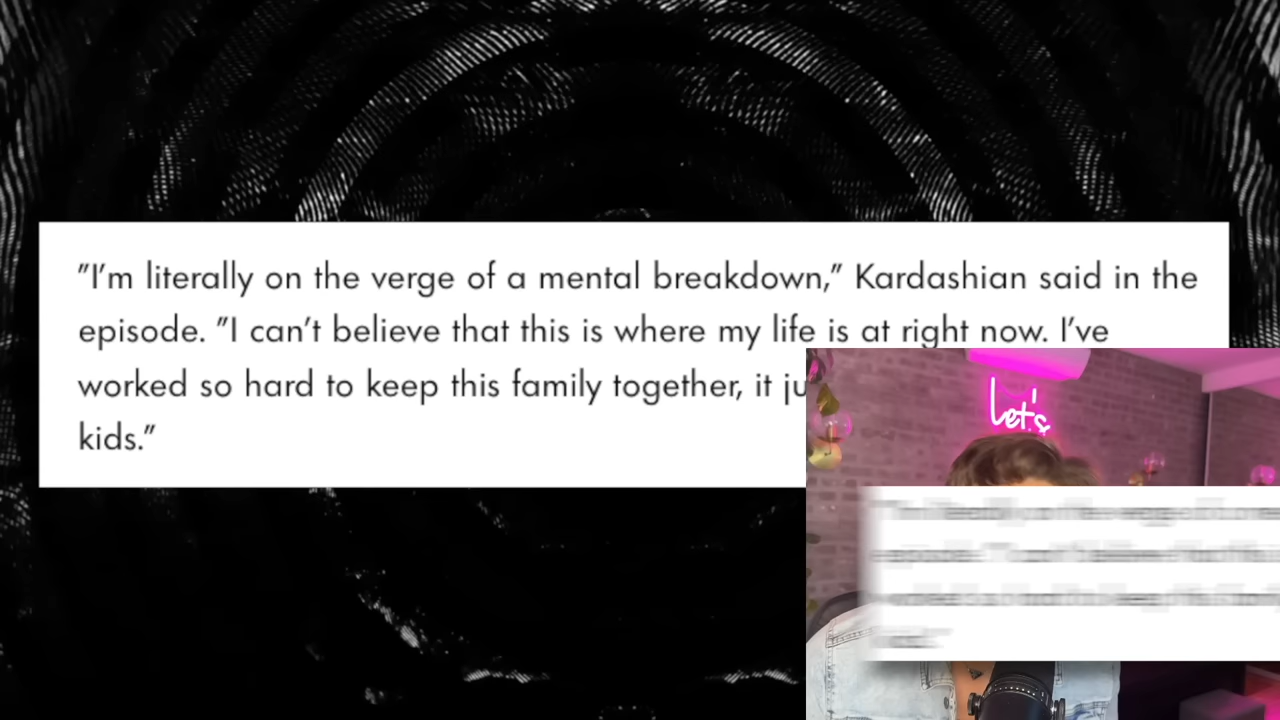 "I'm literally on the verge of a mental breakdown," Kardashian said in the
episode. "I can't believe that this is where my life is at right now. I've
worked so hard to keep this family together, it
kids."
let's